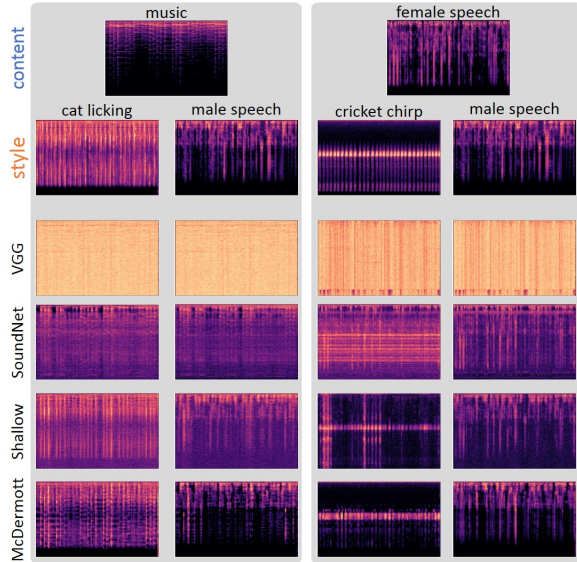 music
female speech
content
cat licking
male speech
cricket chirp
male speech
style
VGG
SoundNet
Shallow
McDermott